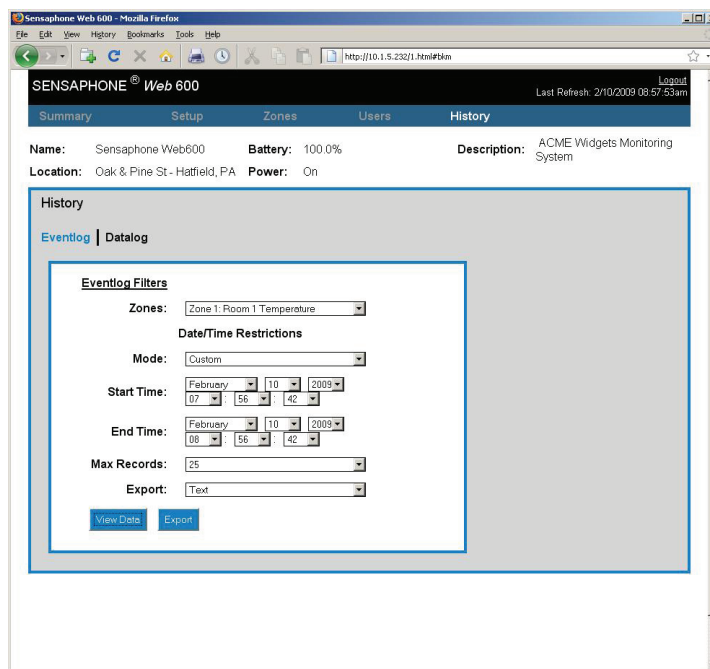 Sensaphone Web 600 - Mozilla Firefox
File Edit View History Bookmarks Tools Help
http://10.1.5.232/1.html#bkm
SENSAPHONE ® Web 600
Logout
Last Refresh: 2/10/2009 08:57:53am
Summary Setup Zones Users History
Name: Sensaphone Web600 Battery: 100.0% Description: ACME Widgets Monitoring System
Location: Oak & Pine St - Hatfield, PA Power: On
History
Eventlog | Datalog
Eventlog Filters
Zones: Zone 1: Room 1 Temperature
Date/Time Restrictions
Mode: Custom
Start Time: February 10 2009
07 : 56 : 42
End Time: February 10 2009
08 : 56 : 42
Max Records: 25
Export: Text
View Data Export